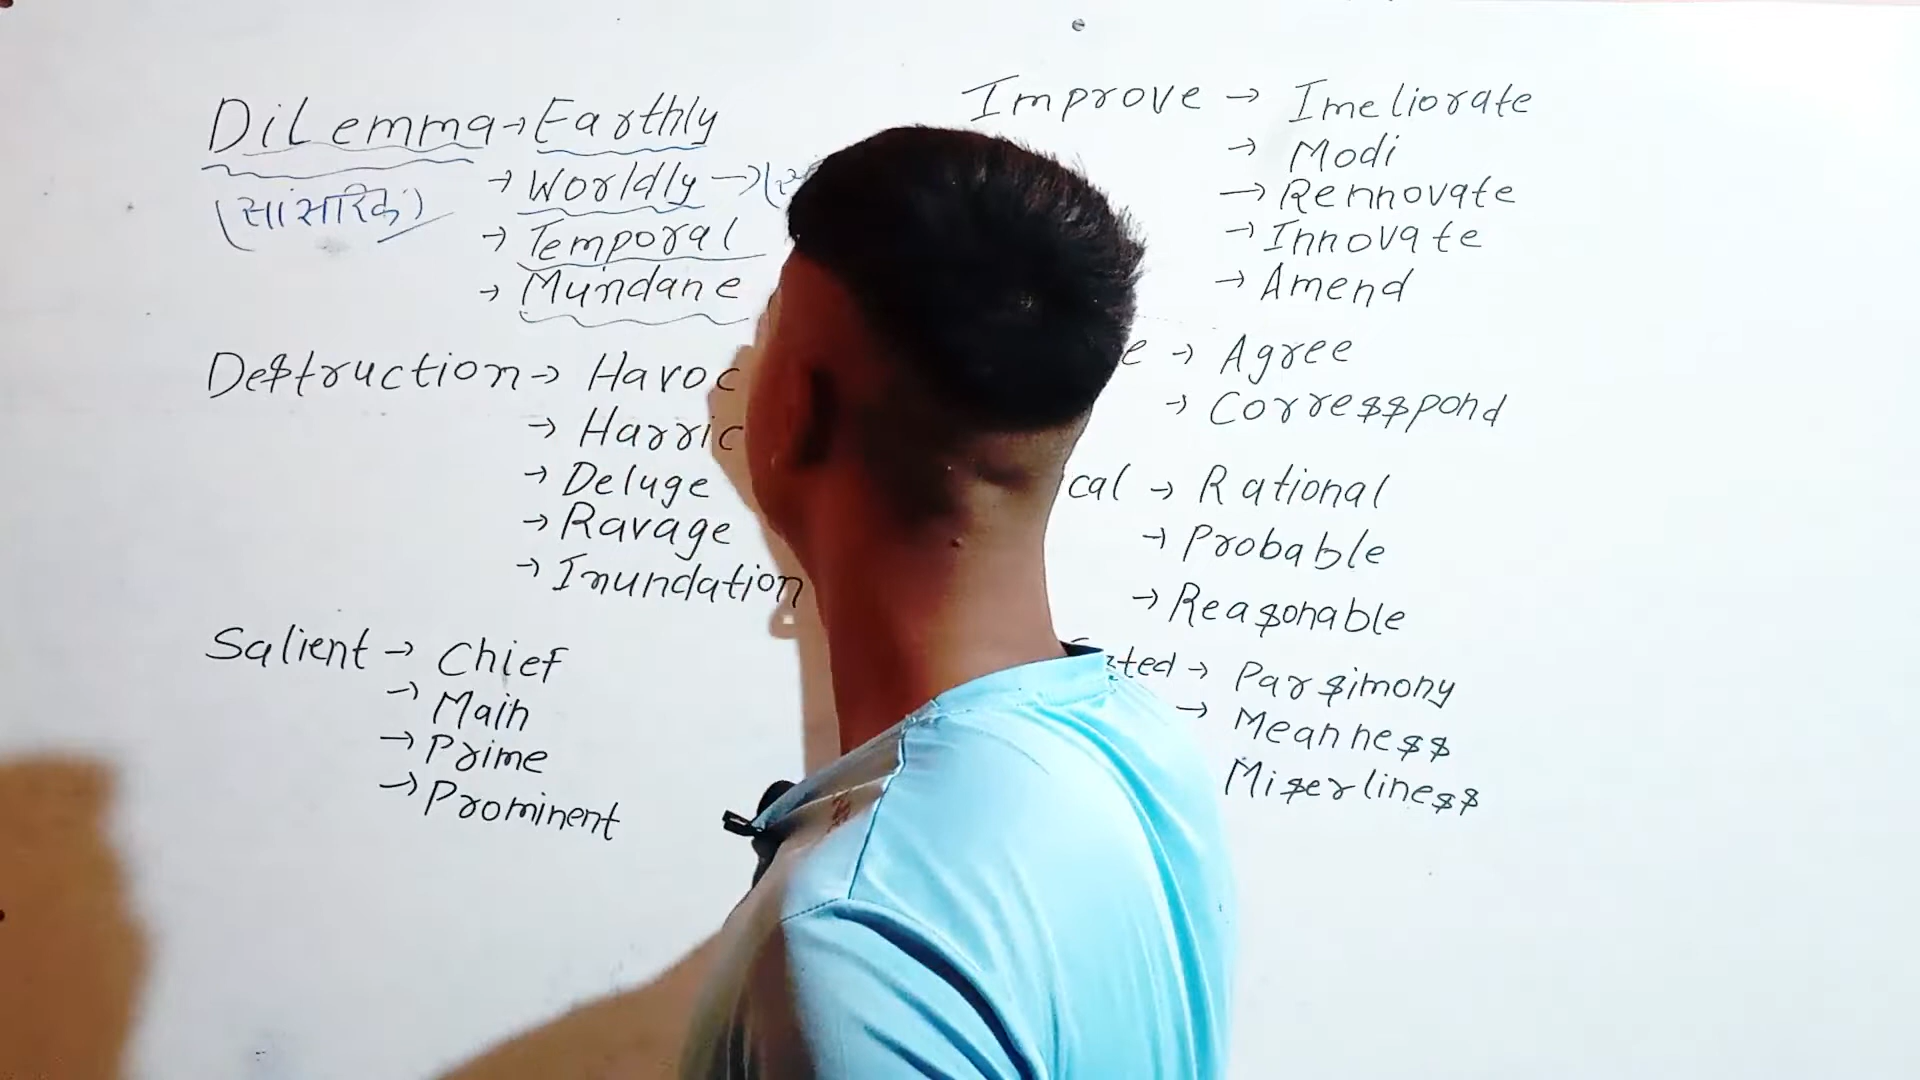 DiLemma → Earthly
(सांसारिक)
→ Worldly →
→ Temporal
→ Mundane
Destruction → Havoc
→ Harric
→ Deluge
→ Ravage
→ Inundation
Salient → Chief
→ Main
→ Prime
→ Prominent
Improve → Imeliorate
→ Modi
→ Rennovate
→ Innovate
→ Amend
e → Agree
→ Corresspond
cal → Rational
→ Probable
→ Reasonable
ted → Parsimony
→ Meanness
Miserliness